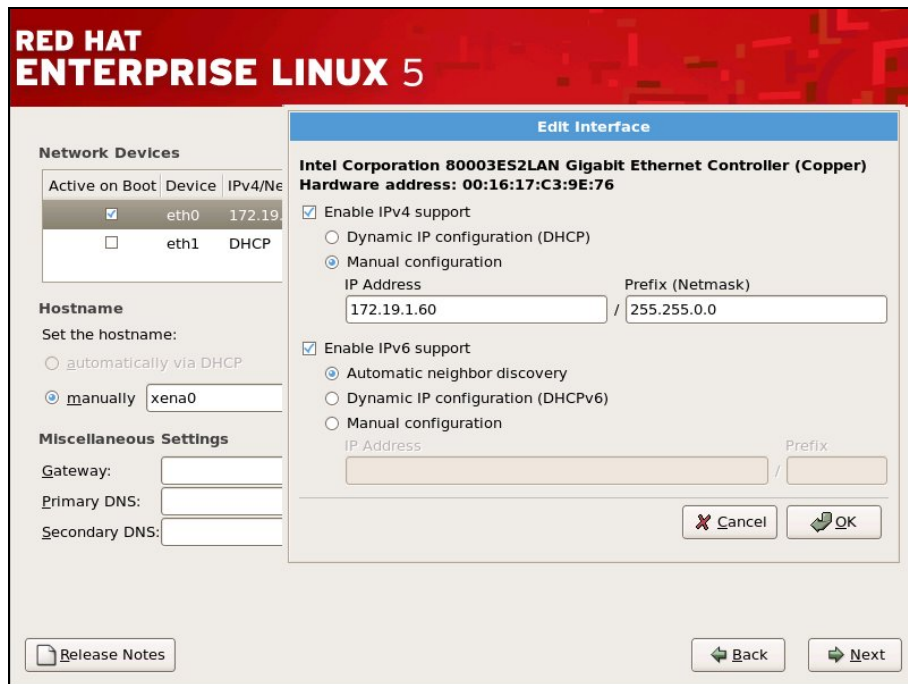 RED HAT
ENTERPRISE LINUX 5
Edit Interface
Network Devices
Active on Boot Device IPv4/Ne
eth0 172.19.
eth1 DHCP
Hostname
Set the hostname:
automatically via DHCP
manually xena0
Miscellaneous Settings
Gateway:
Primary DNS:
Secondary DNS:
Intel Corporation 80003ES2LAN Gigabit Ethernet Controller (Copper)
Hardware address: 00:16:17:C3:9E:76
Enable IPv4 support
Dynamic IP configuration (DHCP)
Manual configuration
IP Address Prefix (Netmask)
172.19.1.60 / 255.255.0.0
Enable IPv6 support
Automatic neighbor discovery
Dynamic IP configuration (DHCPv6)
Manual configuration
IP Address Prefix
/
Cancel OK
Release Notes Back Next